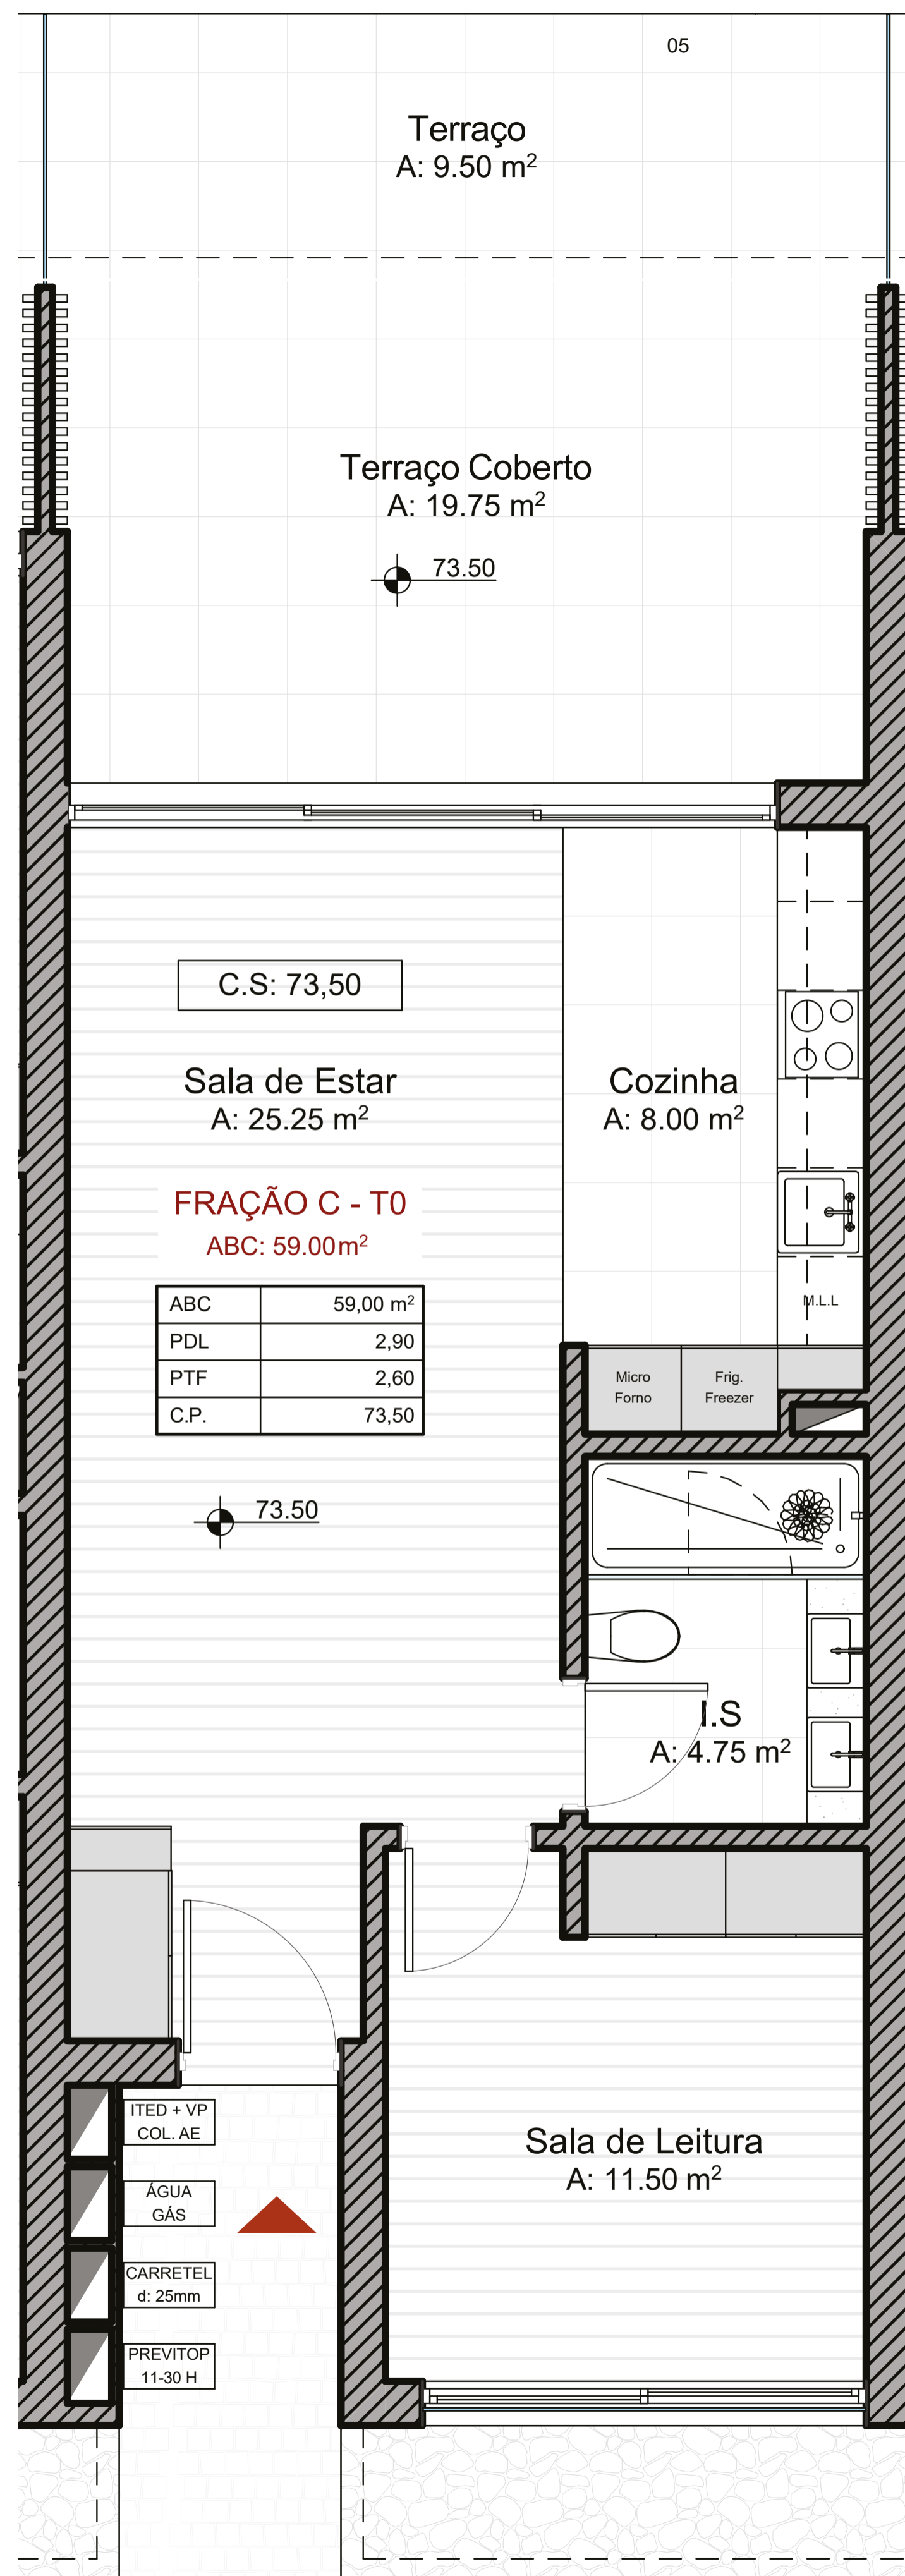 05
Terraço
A: 9.50 m²
Terraço Coberto
A: 19.75 m²
73.50
C.S: 73,50
Sala de Estar
A: 25.25 m²
Cozinha
A: 8.00 m²
FRAÇÃO C - T0
ABC: 59.00m²
ABC 59,00 m²
PDL 2,90
PTF 2,60
C.P. 73,50
M.L.L
Micro
Forno
Frig.
Freezer
73.50
I.S
A: 4.75 m²
Sala de Leitura
A: 11.50 m²
ITED + VP
COL. AE
ÁGUA
GÁS
CARRETEL
d: 25mm
PREVITOP
11-30 H